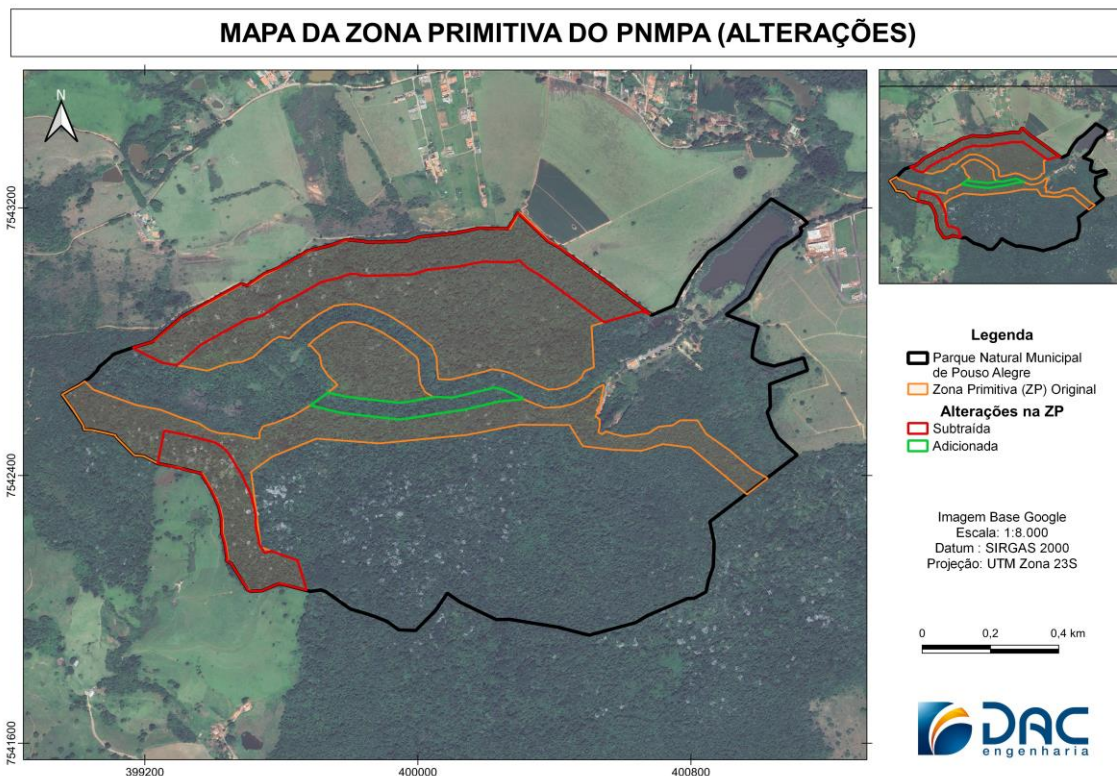 MAPA DA ZONA PRIMITIVA DO PNMPA (ALTERAÇÕES)
N
7543200
7542400
7541600
399200
400000
400800
Legenda
Parque Natural Municipal
de Pouso Alegre
Zona Primitiva (ZP) Original
Alterações na ZP
Subtraída
Adicionada
Imagem Base Google
Escala: 1:8.000
Datum : SIRGAS 2000
Projeção: UTM Zona 23S
0 0,2 0,4 km
DAC
engenharia